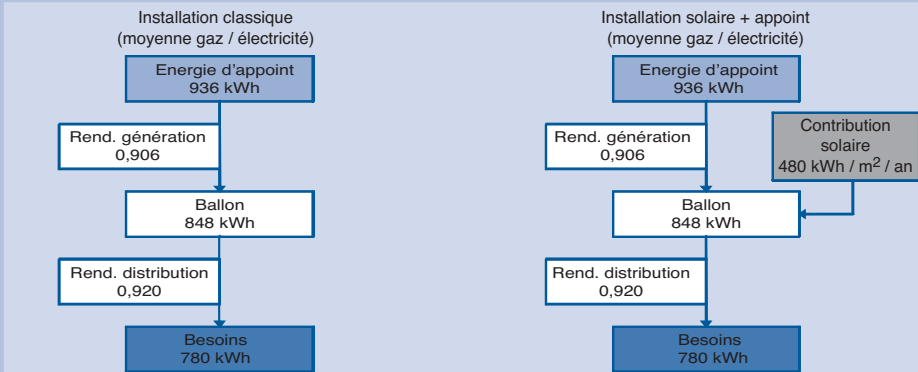 Installation classique
(moyenne gaz / électricité)
Energie d'appoint
936 kWh
Rend. génération
0,906
Ballon
848 kWh
Rend. distribution
0,920
Besoins
780 kWh
Installation solaire + appoint
(moyenne gaz / électricité)
Energie d'appoint
936 kWh
Rend. génération
0,906
Contribution
solaire
480 kWh / m² / an
Ballon
848 kWh
Rend. distribution
0,920
Besoins
780 kWh